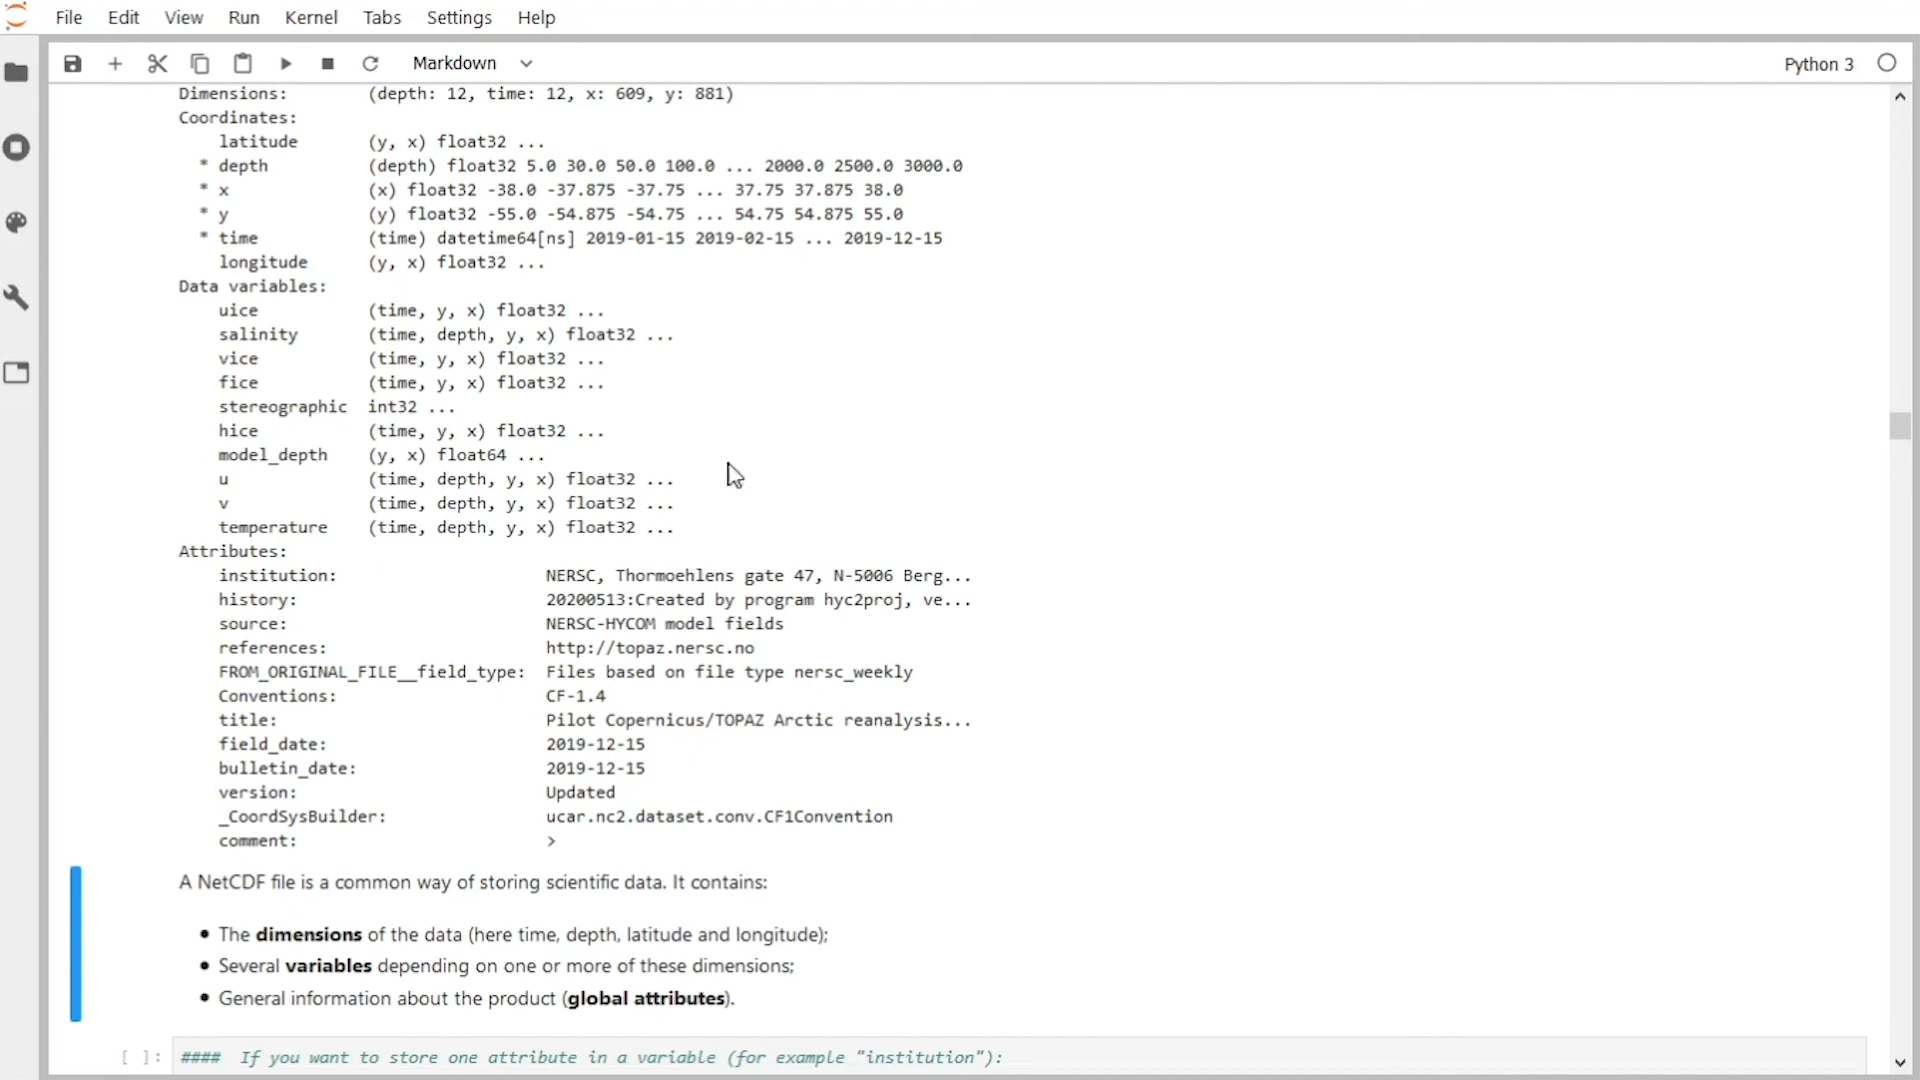 File Edit View Run Kernel Tabs Settings Help
Markdown
Python 3
Dimensions: (depth: 12, time: 12, x: 609, y: 881)
Coordinates:
latitude (y, x) float32 ...
* depth (depth) float32 5.0 30.0 50.0 100.0 ... 2000.0 2500.0 3000.0
* x (x) float32 -38.0 -37.875 -37.75 ... 37.75 37.875 38.0
* y (y) float32 -55.0 -54.875 -54.75 ... 54.75 54.875 55.0
* time (time) datetime64[ns] 2019-01-15 2019-02-15 ... 2019-12-15
longitude (y, x) float32 ...
Data variables:
uice (time, y, x) float32 ...
salinity (time, depth, y, x) float32 ...
vice (time, y, x) float32 ...
fice (time, y, x) float32 ...
stereographic int32 ...
hice (time, y, x) float32 ...
model_depth (y, x) float64 ...
u (time, depth, y, x) float32 ...
v (time, depth, y, x) float32 ...
temperature (time, depth, y, x) float32 ...
Attributes:
institution: NERSC, Thormoehlens gate 47, N-5006 Berg...
history: 20200513:Created by program hyc2proj, ve...
source: NERSC-HYCOM model fields
references: http://topaz.nersc.no
FROM_ORIGINAL_FILE__field_type: Files based on file type nersc_weekly
Conventions: CF-1.4
title: Pilot Copernicus/TOPAZ Arctic reanalysis...
field_date: 2019-12-15
bulletin_date: 2019-12-15
version: Updated
_CoordSysBuilder: ucar.nc2.dataset.conv.CF1Convention
comment: >
A NetCDF file is a common way of storing scientific data. It contains:
• The dimensions of the data (here time, depth, latitude and longitude);
• Several variables depending on one or more of these dimensions;
• General information about the product (global attributes).
[ ]: #### If you want to store one attribute in a variable (for example "institution"):